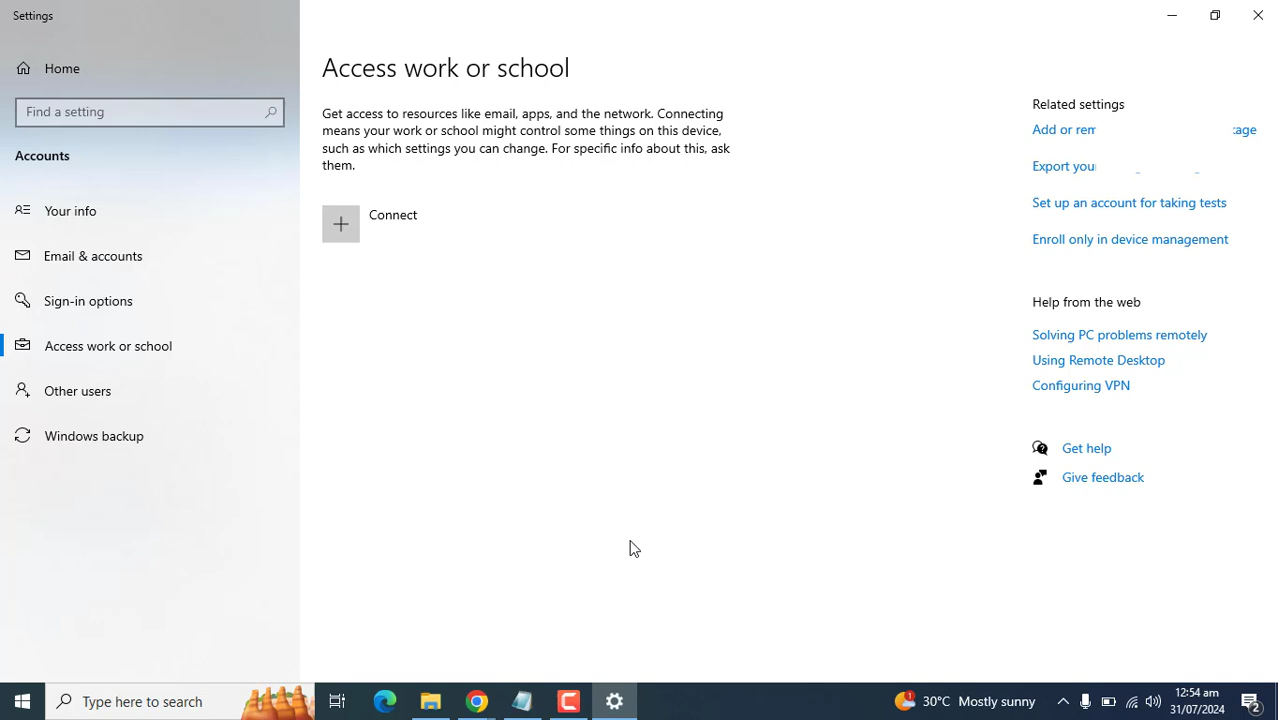 Settings
Home
Find a setting
Accounts
Your info
Email & accounts
Sign-in options
Access work or school
Other users
Windows backup
Access work or school
Get access to resources like email, apps, and the network. Connecting
means your work or school might control some things on this device,
such as which settings you can change. For specific info about this, ask
them.
Connect
Related settings
Add or
Export
Set up an account for taking tests
Enroll only in device management
Help from the web
Solving PC problems remotely
Using Remote Desktop
Configuring VPN
Get help
Give feedback
Type here to search
1
30°C Mostly sunny
12:54 am
31/07/2024
2